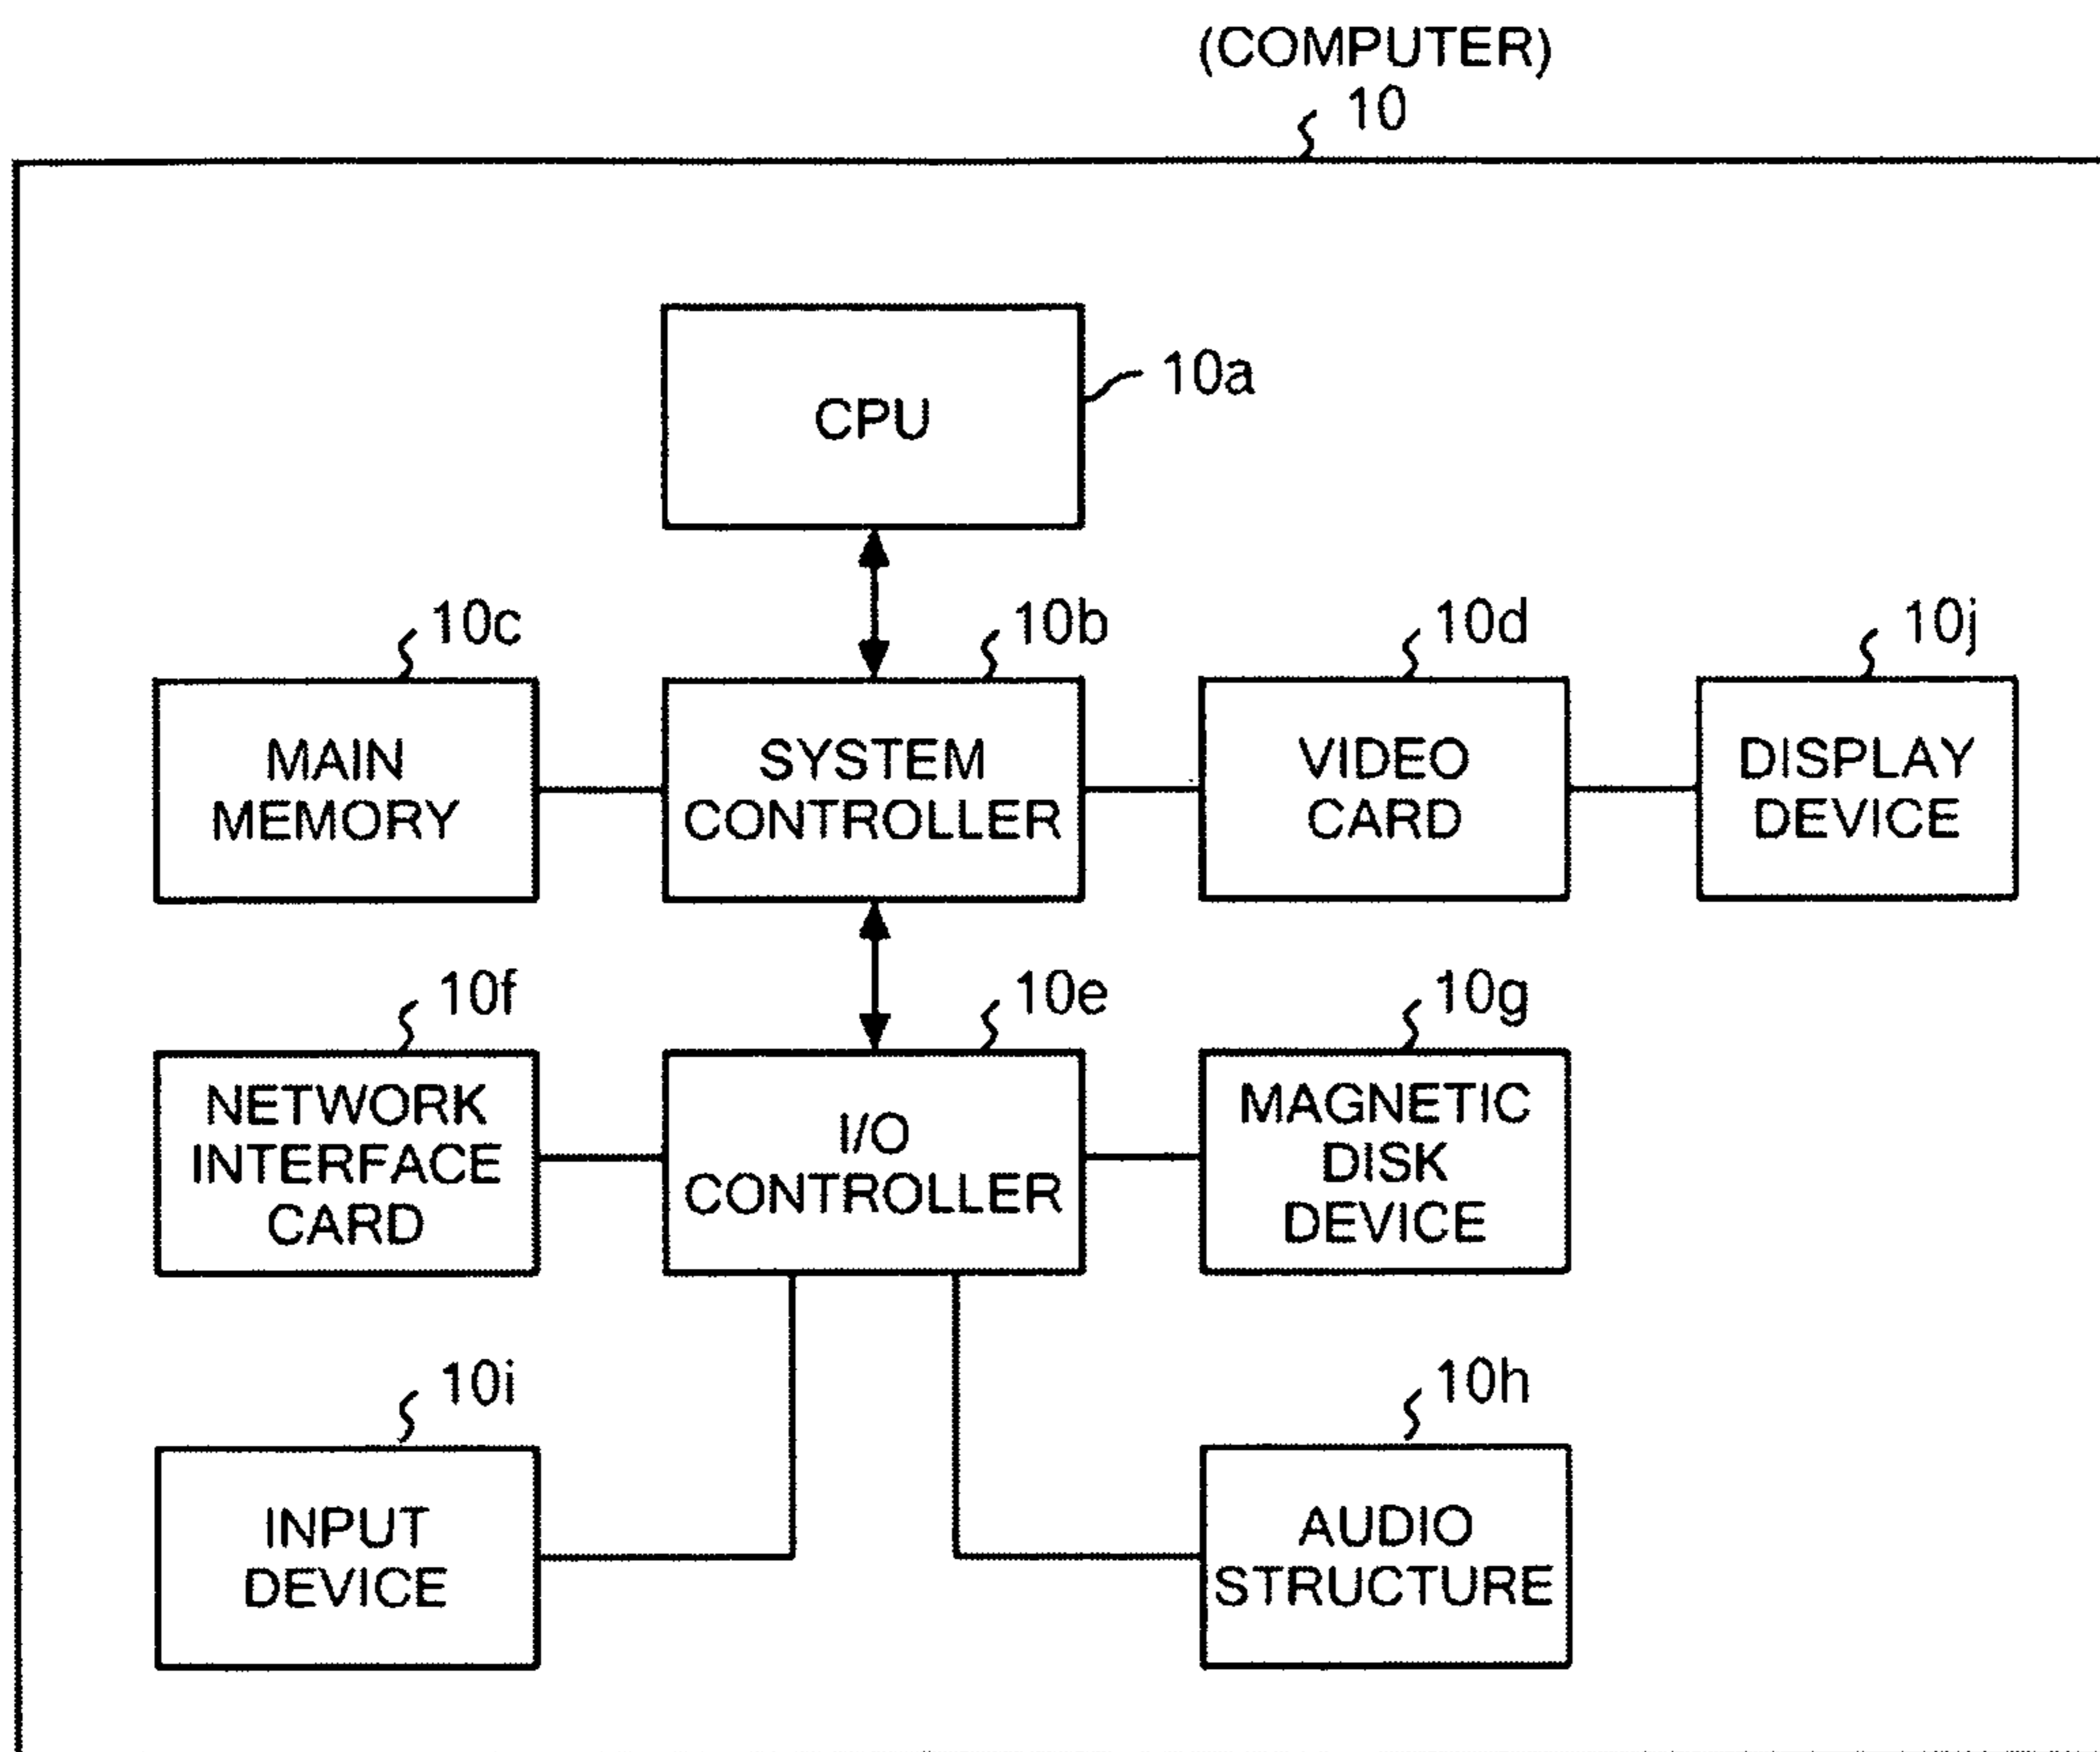 (COMPUTER)
10
CPU
10a
10c
10b
10d
10j
MAIN
MEMORY
SYSTEM
CONTROLLER
VIDEO
CARD
DISPLAY
DEVICE
10f
10e
10g
NETWORK
INTERFACE
CARD
I/O
CONTROLLER
MAGNETIC
DISK
DEVICE
10i
10h
INPUT
DEVICE
AUDIO
STRUCTURE